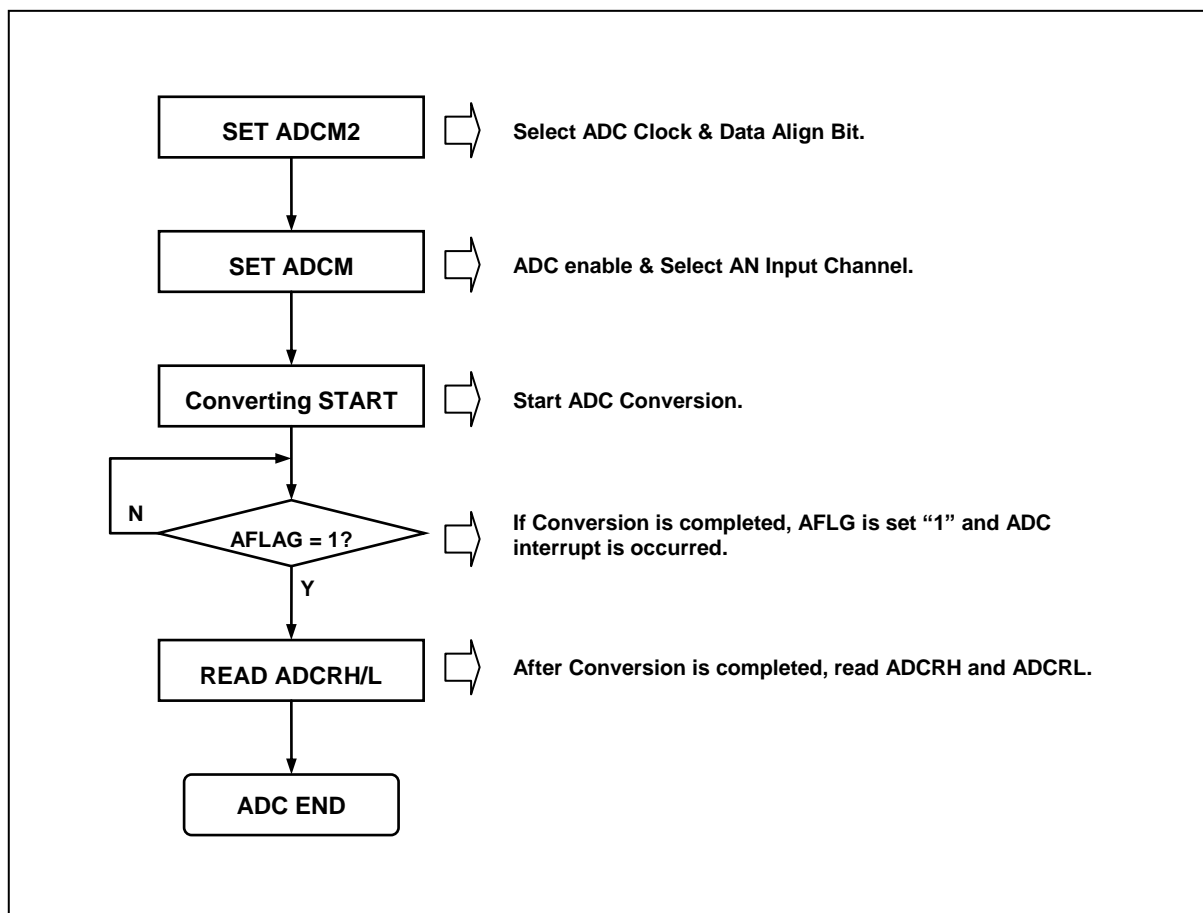 SET ADCM2
Select ADC Clock & Data Align Bit.
SET ADCM
ADC enable & Select AN Input Channel.
Converting START
Start ADC Conversion.
N
AFLAG = 1?
If Conversion is completed, AFLG is set “1” and ADC
interrupt is occurred.
Y
READ ADCRH/L
After Conversion is completed, read ADCRH and ADCRL.
ADC END